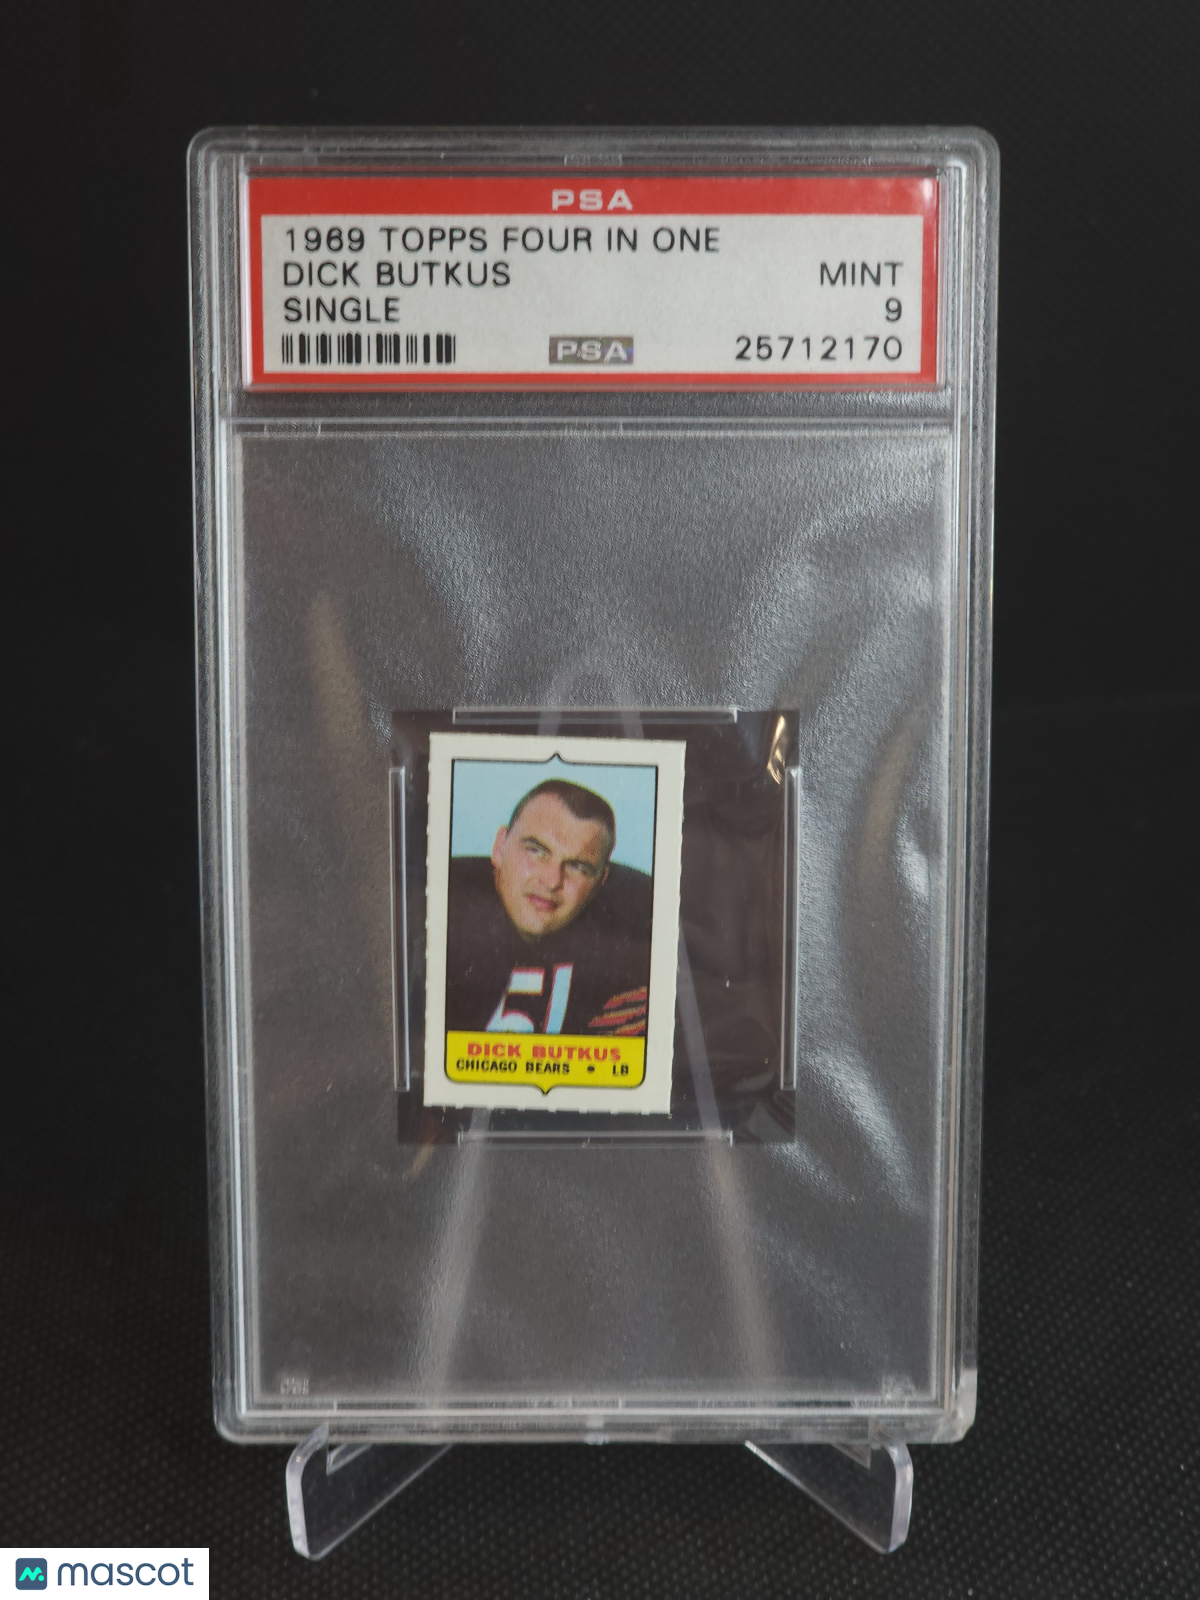 PSA
1969 TOPPS FOUR IN ONE
DICK BUTKUS MINT
SINGLE 9
PSA 25712170
51
DICK BUTKUS
CHICAGO BEARS • LB
mascot